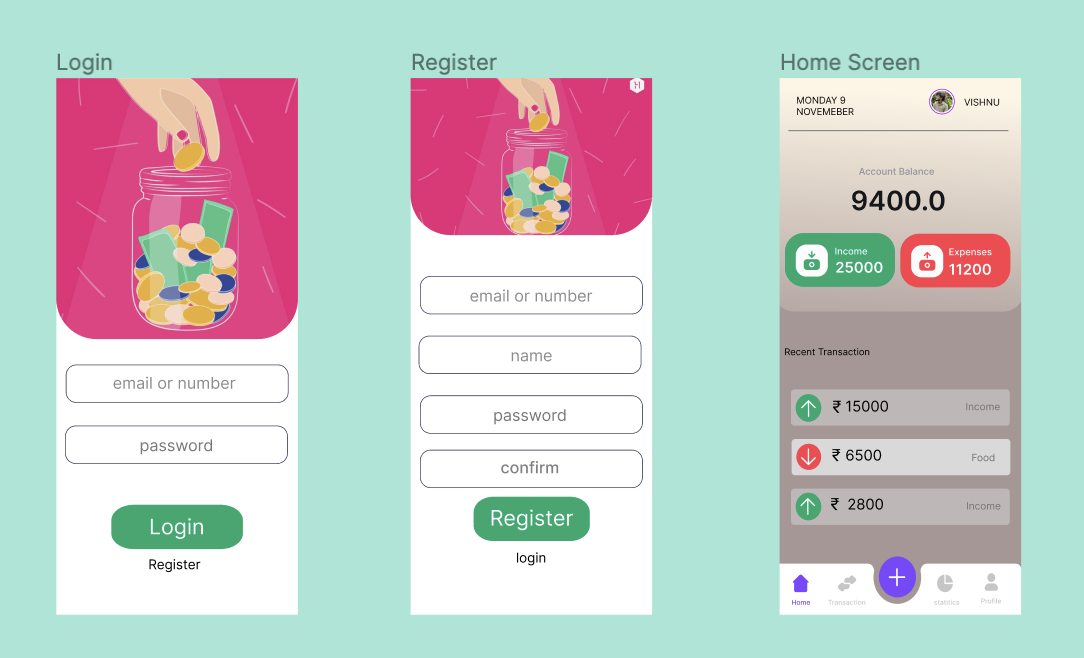 Login
email or number
password
Login
Register
Register
H
email or number
name
password
confirm
Register
login
Home Screen
MONDAY 9
NOVEMEBER
VISHNU
Account Balance
9400.0
Income
25000
Expenses
11200
Recent Transaction
₹ 15000 Income
₹ 6500 Food
₹ 2800 Income
Home Transaction statitics Profile